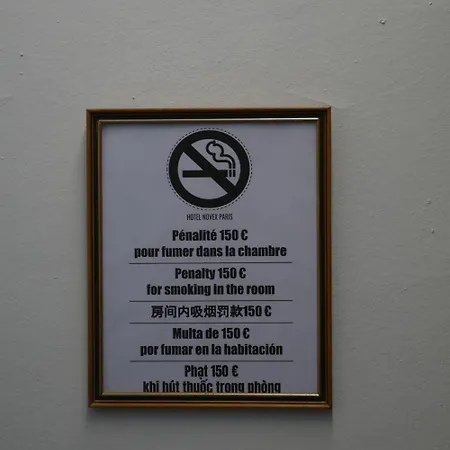 HOTEL NOVEX PARIS
Pénalité 150 €
pour fumer dans la chambre
Penalty 150 €
for smoking in the room
房间内吸烟罚款150 €
Multa de 150 €
por fumar en la habitación
Phạt 150 €
khi hút thuốc trong phòng